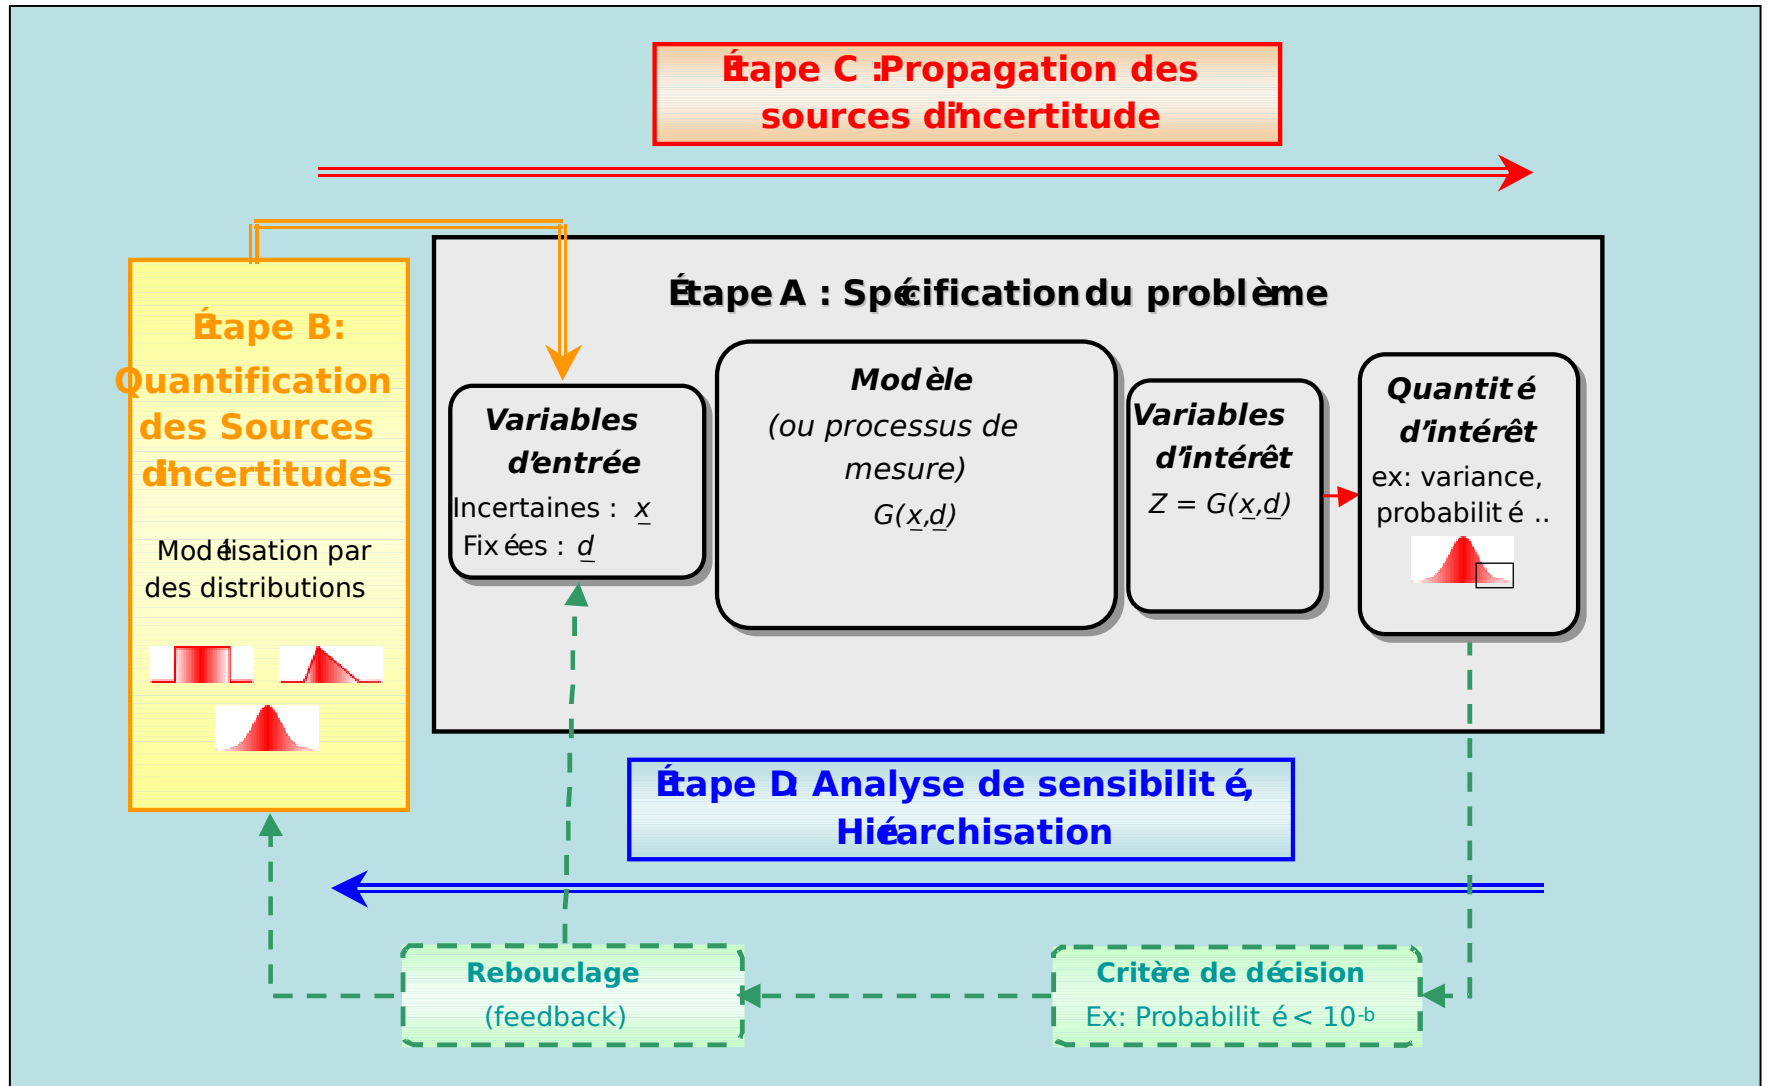 Étape C :Propagation des
sources d'incertitude
Étape A : Spécification du problème
Étape B:
Quantification
des Sources
d'incertitudes
Modélisation par
des distributions
Variables
d'entrée
Incertaines : x
Fixées : d
Modèle
(ou processus de
mesure)
G(x,d)
Variables
d'intérêt
Z = G(x,d)
Quantité
d'intérêt
ex: variance,
probabilité ..
Étape D: Analyse de sensibilité,
Hiérarchisation
Rebouclage
(feedback)
Critère de décision
Ex: Probabilité < 10-b